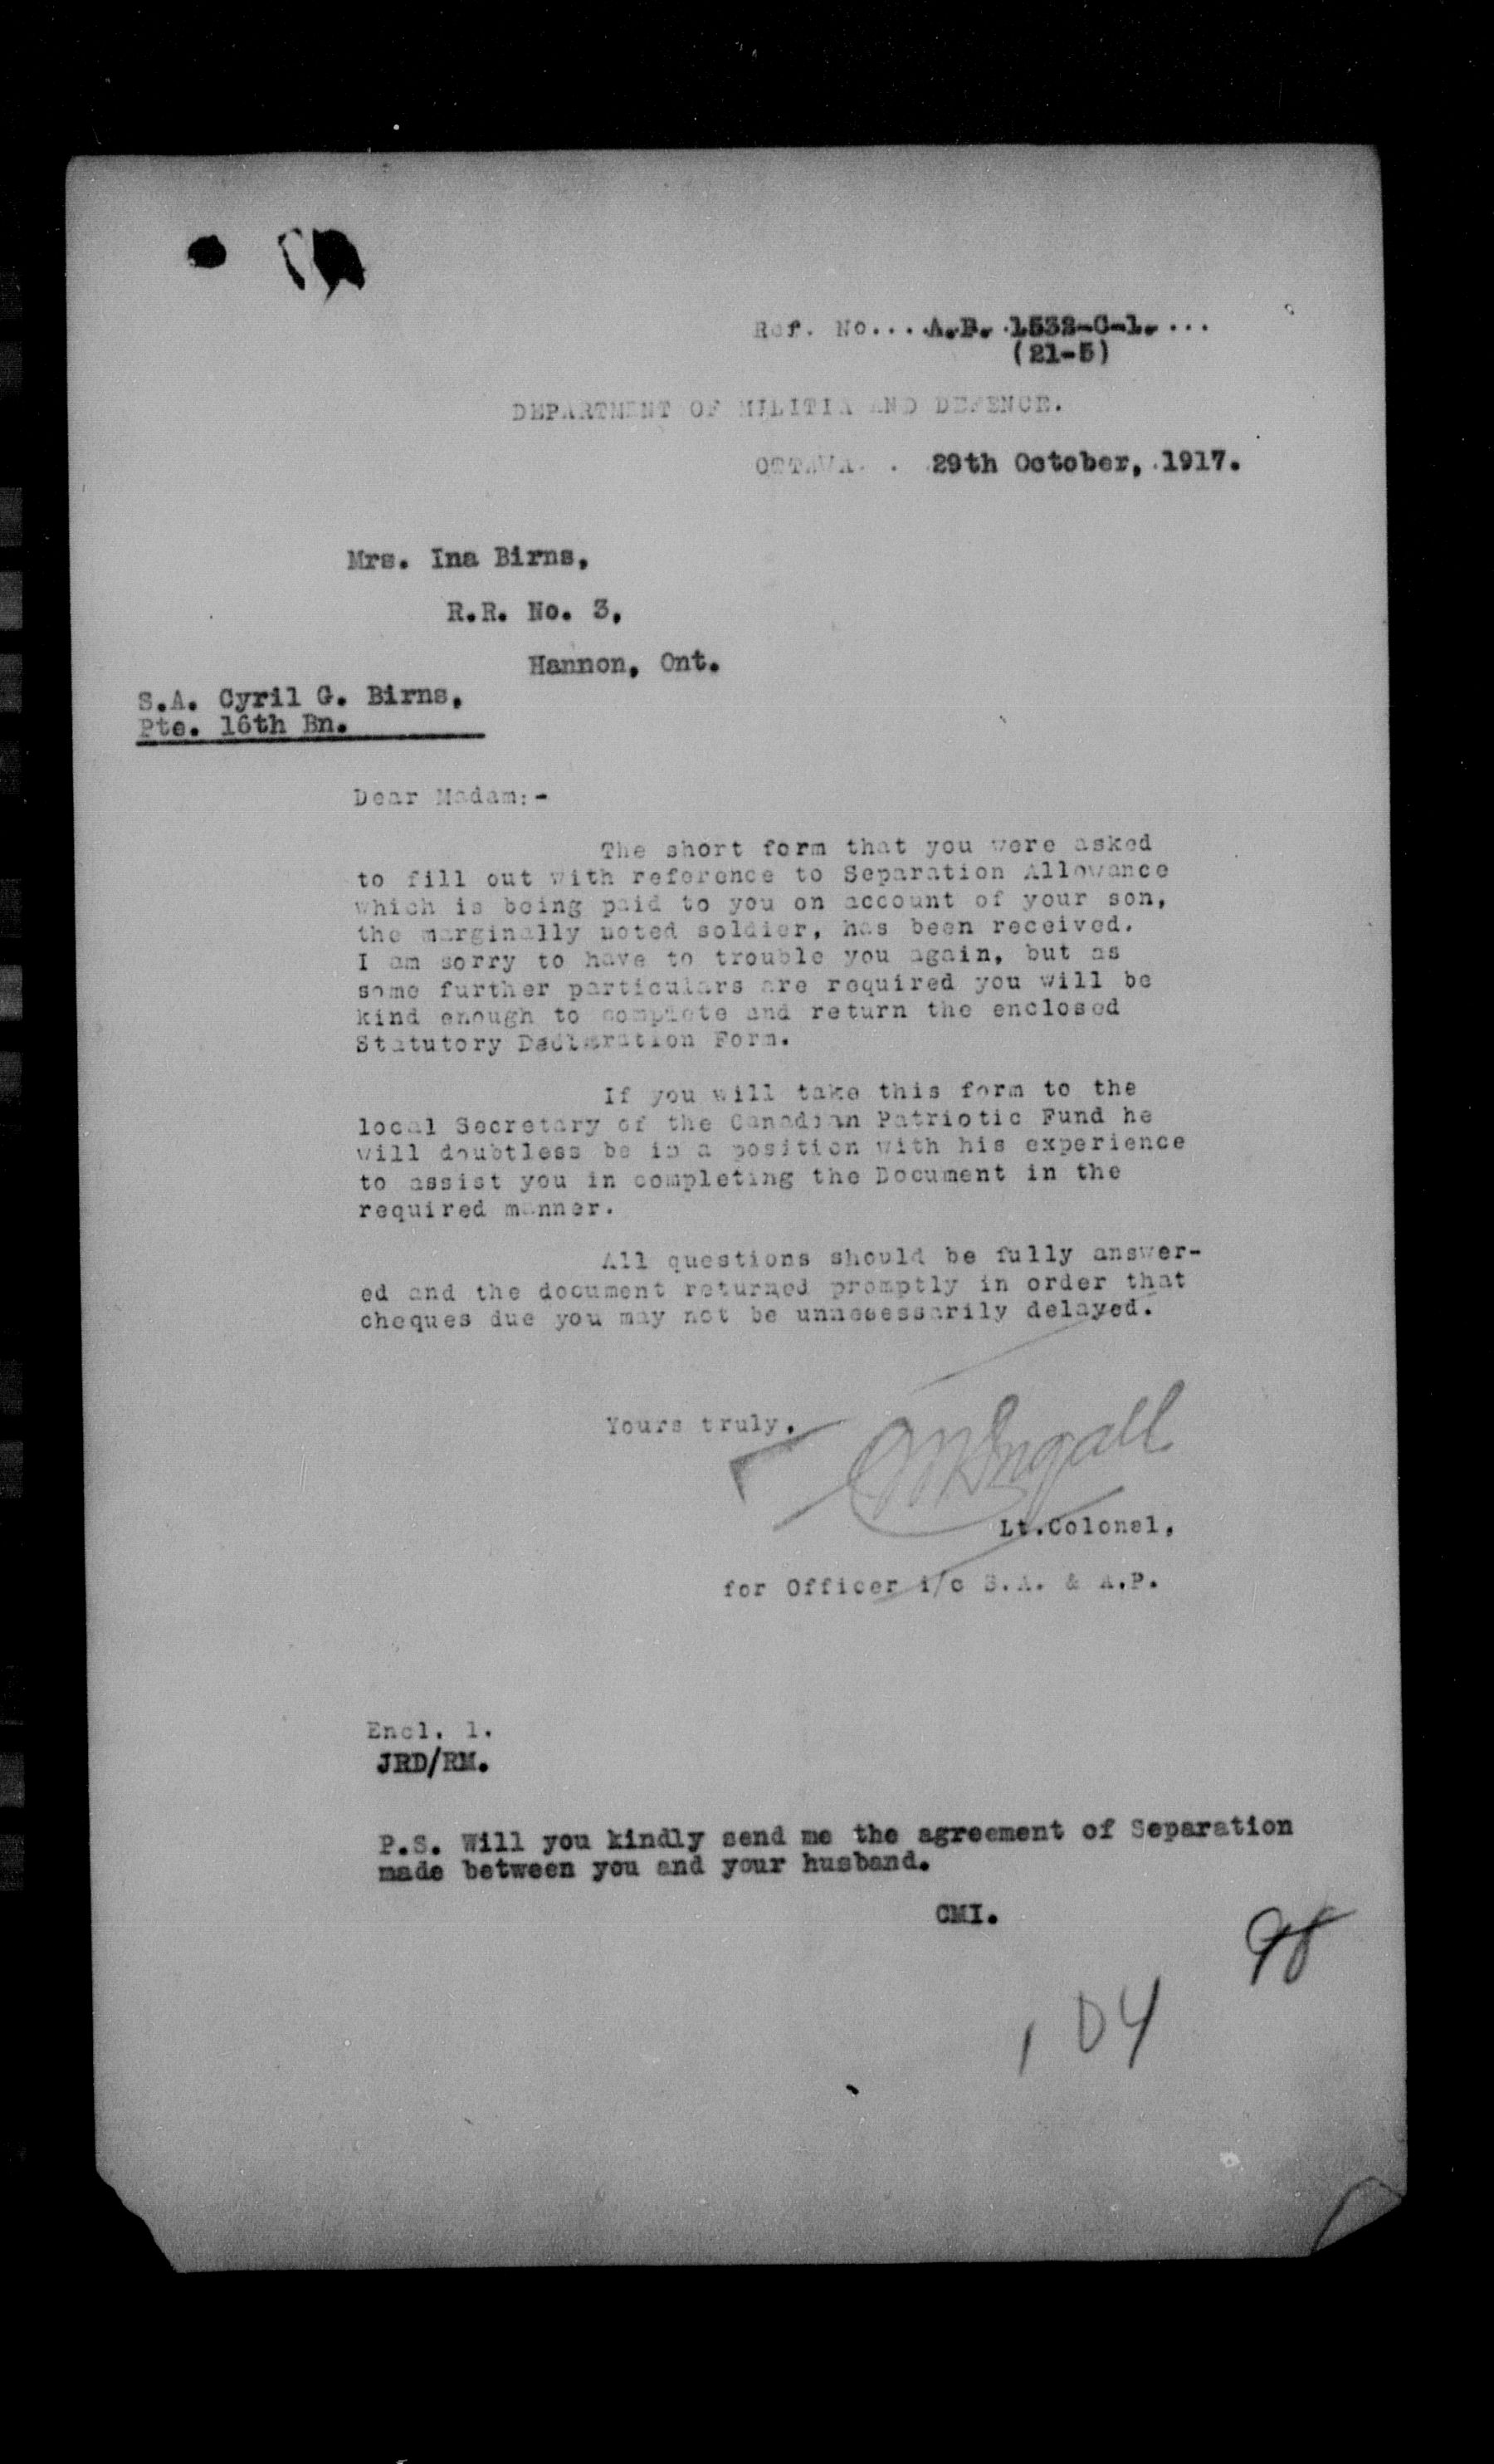 Ref. No....A.P. 1532-C-1....
(21-5)
DEPARTMENT OF MILITIA AND DEFENCE.
OTTAWA. . 29th October, 1917.
Mrs. Ina Birns,
R.R. No. 3,
Hannon, Ont.
S.A. Cyril G. Birns,
Pte. 16th Bn.
Dear Madam:-
The short form that you were asked
to fill out with reference to Separation Allowance
which is being paid to you on account of your son,
the marginally noted soldier, has been received.
I am sorry to have to trouble you again, but as
some further particulars are required you will be
kind enough to complete and return the enclosed
Statutory Declaration Form.
If you will take this form to the
local Secretary of the Canadian Patriotic Fund he
will doubtless be in a position with his experience
to assist you in completing the Document in the
required manner.
All questions should be fully answer-
ed and the document returned promptly in order that
cheques due you may not be unnecessarily delayed.
Yours truly,
CMIngall
Lt.Colonel,
for Officer i/c S.A. & A.P.
Encl. 1.
JRD/RM.
P.S. Will you kindly send me the agreement of Separation
made between you and your husband.
CMI.
98
104